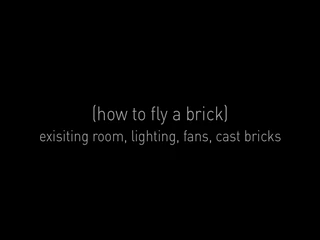 (how to fly a brick)
exisiting room, lighting, fans, cast bricks